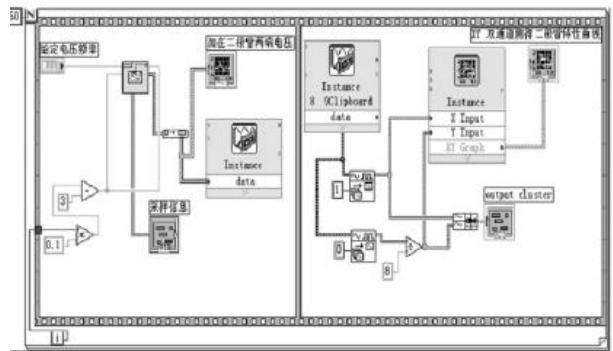 50
N
给定电压频率
加在二极管两端电压
Instance
data
3
采样信息
0.1
i
Instance
8 9Clipboard
data
1
0
8
XY 双通道测得二极管特性曲线
Instance
X Input
Y Input
XY Graph
output cluster